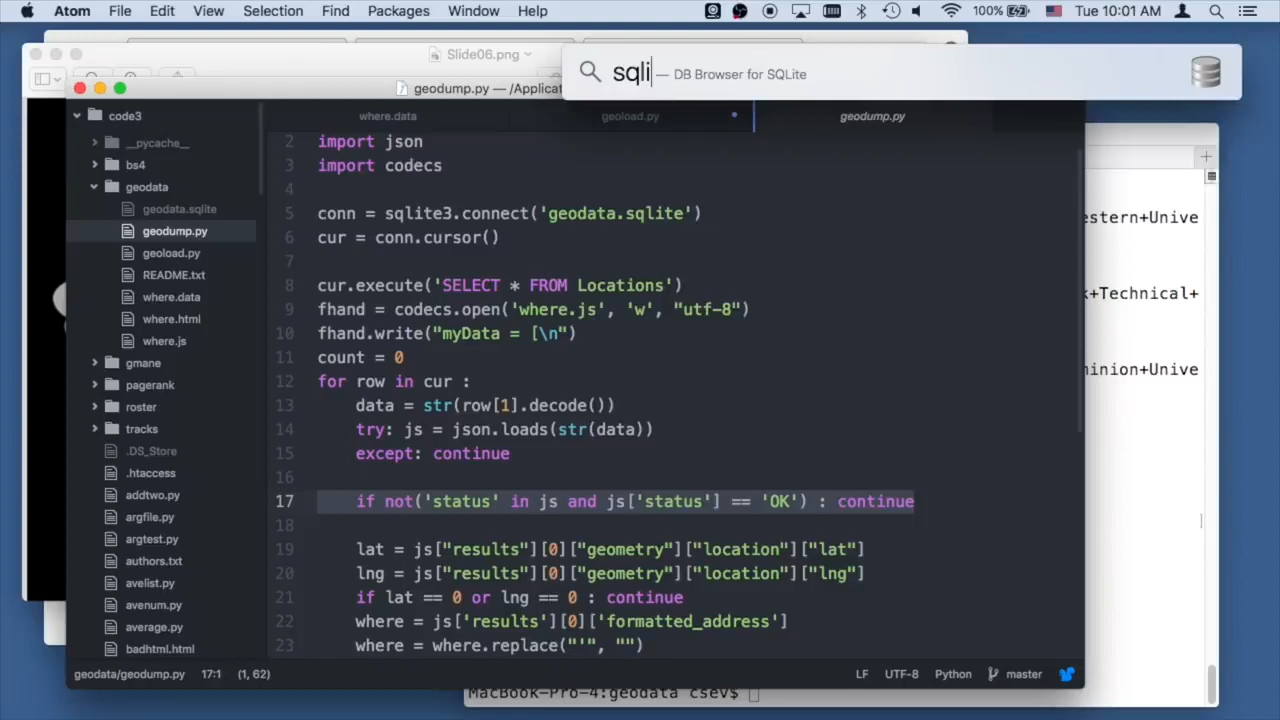 Atom File Edit View Selection Find Packages Window Help 100% Tue 10:01 AM
Slide06.png
sqli — DB Browser for SQLite
geodump.py — /Applicat
code3
__pycache__
bs4
geodata
geodata.sqlite
geodump.py
geoload.py
README.txt
where.data
where.html
where.js
gmane
pagerank
roster
tracks
.DS_Store
.htaccess
addtwo.py
argfile.py
argtest.py
authors.txt
avelist.py
avenum.py
average.py
badhtml.html
where.data geoload.py geodump.py
2 import json
3 import codecs
4
5 conn = sqlite3.connect('geodata.sqlite')
6 cur = conn.cursor()
7
8 cur.execute('SELECT * FROM Locations')
9 fhand = codecs.open('where.js', 'w', "utf-8")
10 fhand.write("myData = [\n")
11 count = 0
12 for row in cur :
13 data = str(row[1].decode())
14 try: js = json.loads(str(data))
15 except: continue
16
17 if not('status' in js and js['status'] == 'OK') : continue
18
19 lat = js["results"][0]["geometry"]["location"]["lat"]
20 lng = js["results"][0]["geometry"]["location"]["lng"]
21 if lat == 0 or lng == 0 : continue
22 where = js['results'][0]['formatted_address']
23 where = where.replace("'", "")
estern+Unive
+Technical+
inion+Unive
geodata/geodump.py 17:1 (1, 62) LF UTF-8 Python master
MacBook-Pro-4:geodata csev$